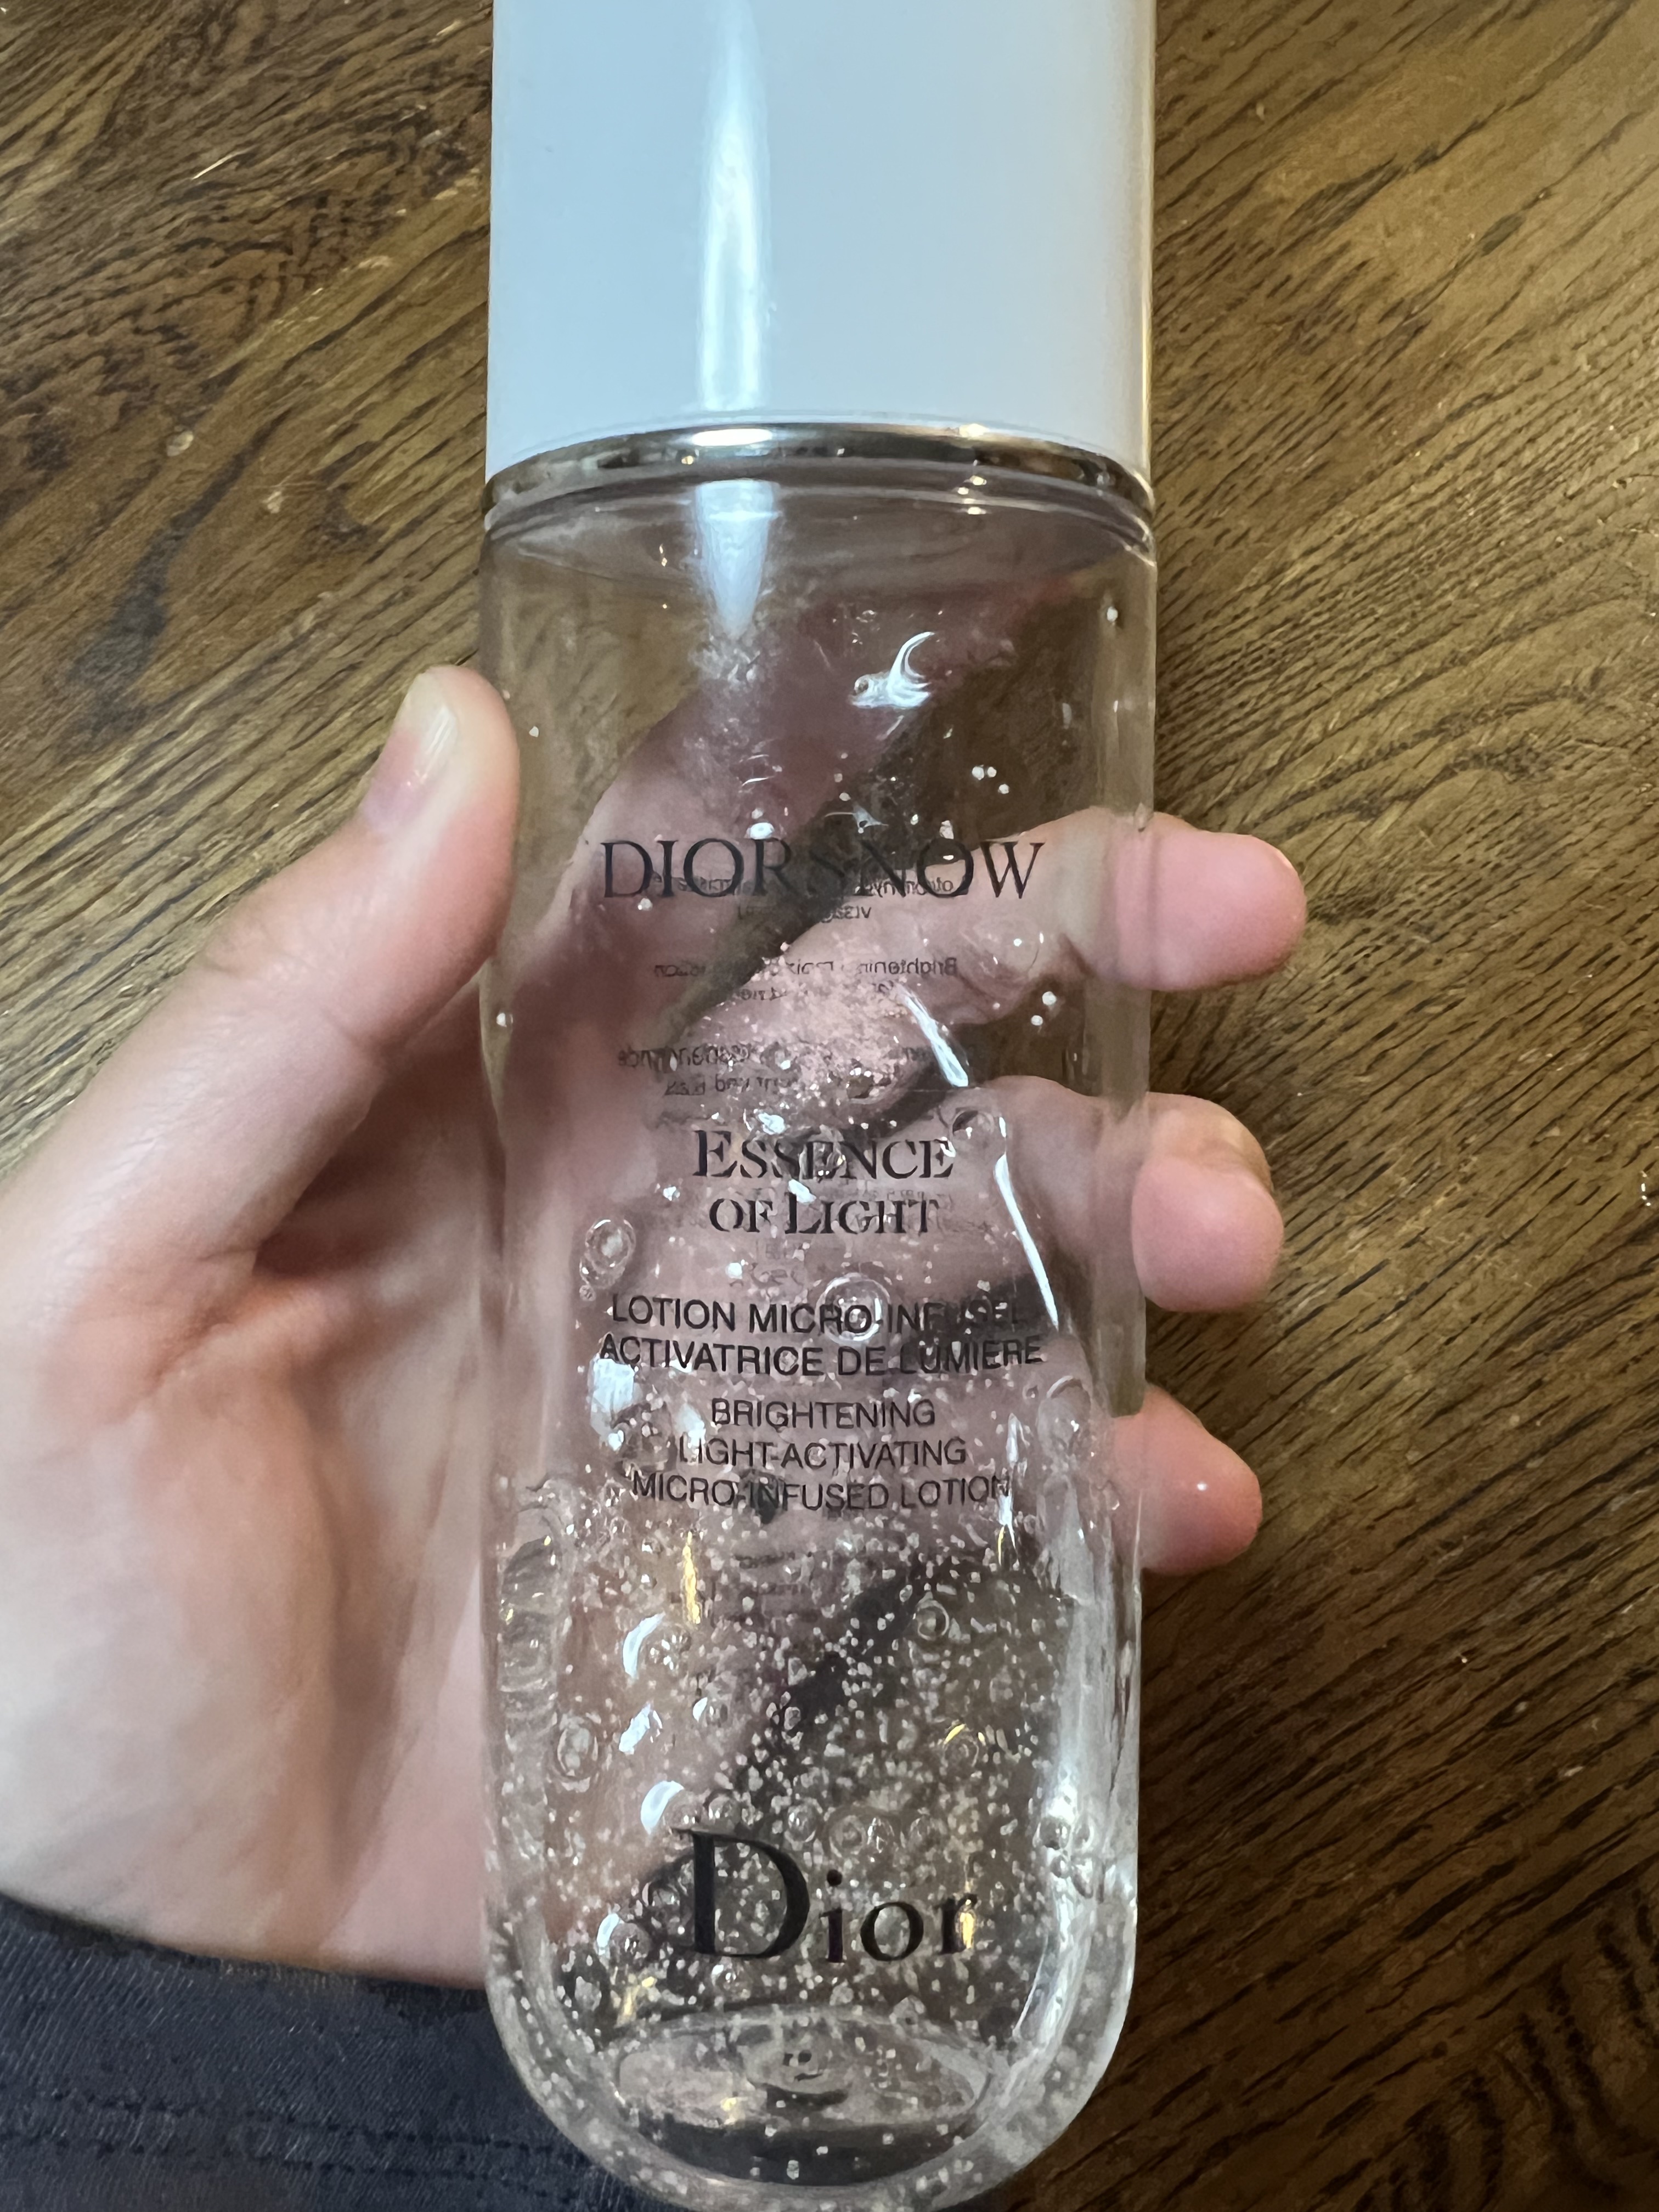 DIORSNOW
ESSENCE
OF LIGHT
LOTION MICRO-INFUSÉE
ACTIVATRICE DE LUMIÈRE
BRIGHTENING
LIGHT-ACTIVATING
MICRO-INFUSED LOTION
Dior